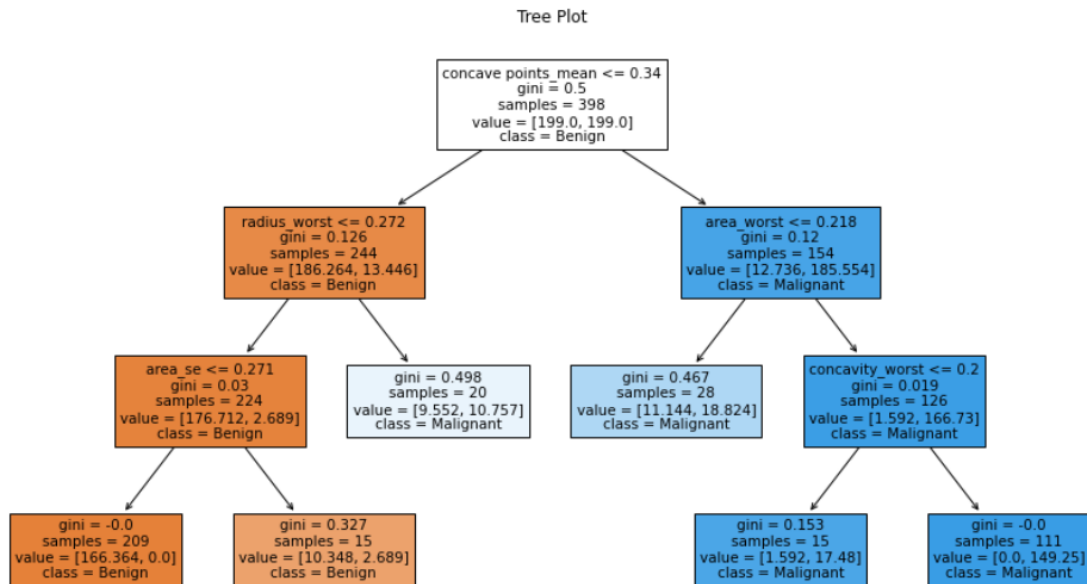 Tree Plot
concave points_mean <= 0.34
gini = 0.5
samples = 398
value = [199.0, 199.0]
class = Benign
radius_worst <= 0.272
gini = 0.126
samples = 244
value = [186.264, 13.446]
class = Benign
area_worst <= 0.218
gini = 0.12
samples = 154
value = [12.736, 185.554]
class = Malignant
area_se <= 0.271
gini = 0.03
samples = 224
value = [176.712, 2.689]
class = Benign
gini = 0.498
samples = 20
value = [9.552, 10.757]
class = Malignant
gini = 0.467
samples = 28
value = [11.144, 18.824]
class = Malignant
concavity_worst <= 0.2
gini = 0.019
samples = 126
value = [1.592, 166.73]
class = Malignant
gini = -0.0
samples = 209
value = [166.364, 0.0]
class = Benign
gini = 0.327
samples = 15
value = [10.348, 2.689]
class = Benign
gini = 0.153
samples = 15
value = [1.592, 17.48]
class = Malignant
gini = -0.0
samples = 111
value = [0.0, 149.25]
class = Malignant